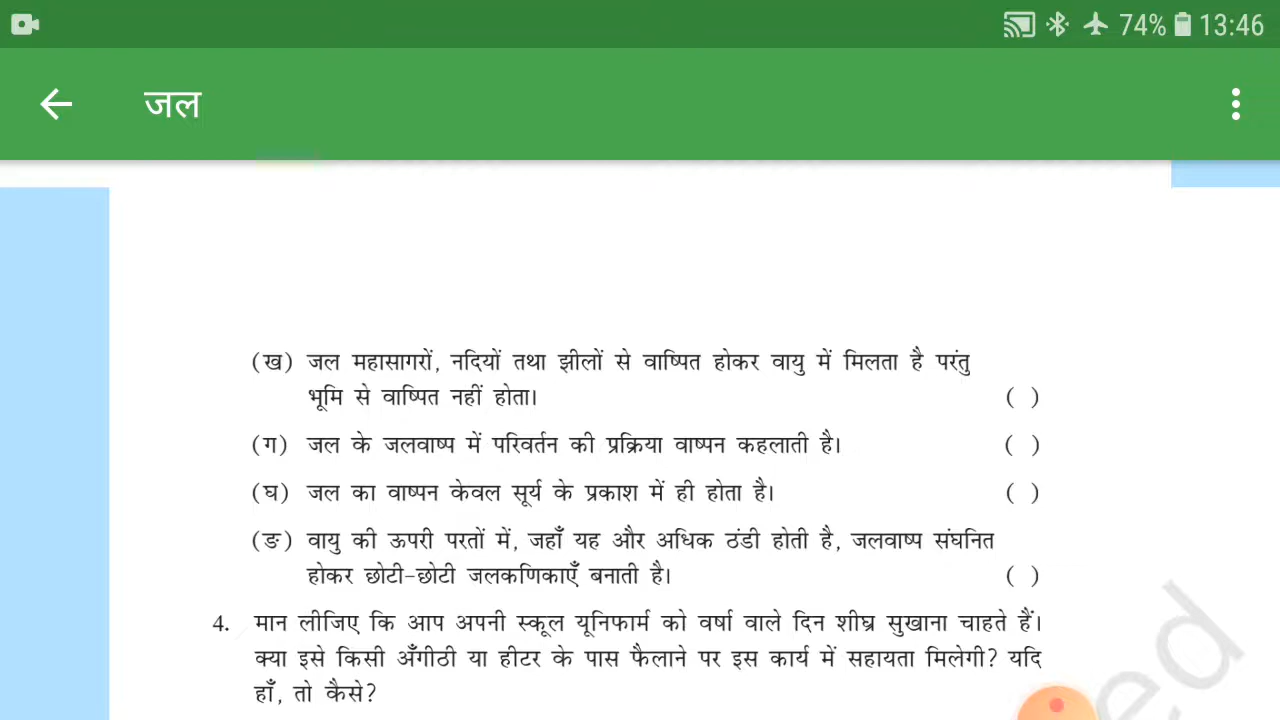 74% 13:46
जल
(ख) जल महासागरों, नदियों तथा झीलों से वाष्पित होकर वायु में मिलता है परंतु
भूमि से वाष्पित नहीं होता। ( )
(ग) जल के जलवाष्प में परिवर्तन की प्रक्रिया वाष्पन कहलाती है। ( )
(घ) जल का वाष्पन केवल सूर्य के प्रकाश में ही होता है। ( )
(ङ) वायु की ऊपरी परतों में, जहाँ यह और अधिक ठंडी होती है, जलवाष्प संघनित
होकर छोटी-छोटी जलकणिकाएँ बनाती है। ( )
4. मान लीजिए कि आप अपनी स्कूल यूनिफार्म को वर्षा वाले दिन शीघ्र सुखाना चाहते हैं।
क्या इसे किसी अँगीठी या हीटर के पास फैलाने पर इस कार्य में सहायता मिलेगी? यदि
हाँ, तो कैसे?